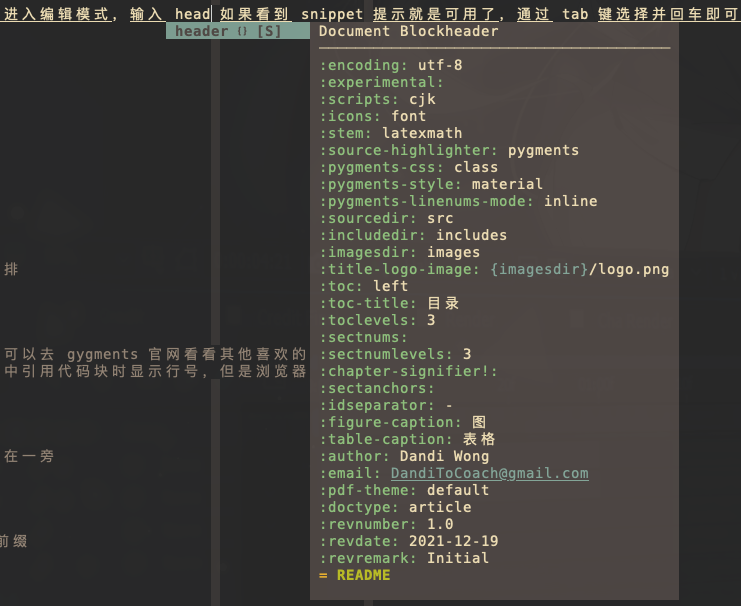 进入编辑模式, 输入 head 如果看到 snippet 提示就是可用了, 通过 tab 键选择并回车即可
header {} [S]
Document Blockheader
:encoding: utf-8
:experimental:
:scripts: cjk
:icons: font
:stem: latexmath
:source-highlighter: pygments
:pygments-css: class
:pygments-style: material
:pygments-linenums-mode: inline
:sourcedir: src
:includedir: includes
:imagesdir: images
排
:title-logo-image: {imagesdir}/logo.png
:toc: left
:toc-title: 目录
:toclevels: 3
:sectnums:
可以去 gygments 官网看看其他喜欢的
:sectnumlevels: 3
中引用代码块时显示行号, 但是浏览器
:chapter-signifier!:
:sectanchors:
:idseparator: -
:figure-caption: 图
:table-caption: 表格
在一旁
:author: Dandi Wong
:email: DandiToCoach@gmail.com
:pdf-theme: default
:doctype: article
:revnumber: 1.0
前缀
:revdate: 2021-12-19
:revremark: Initial
= README